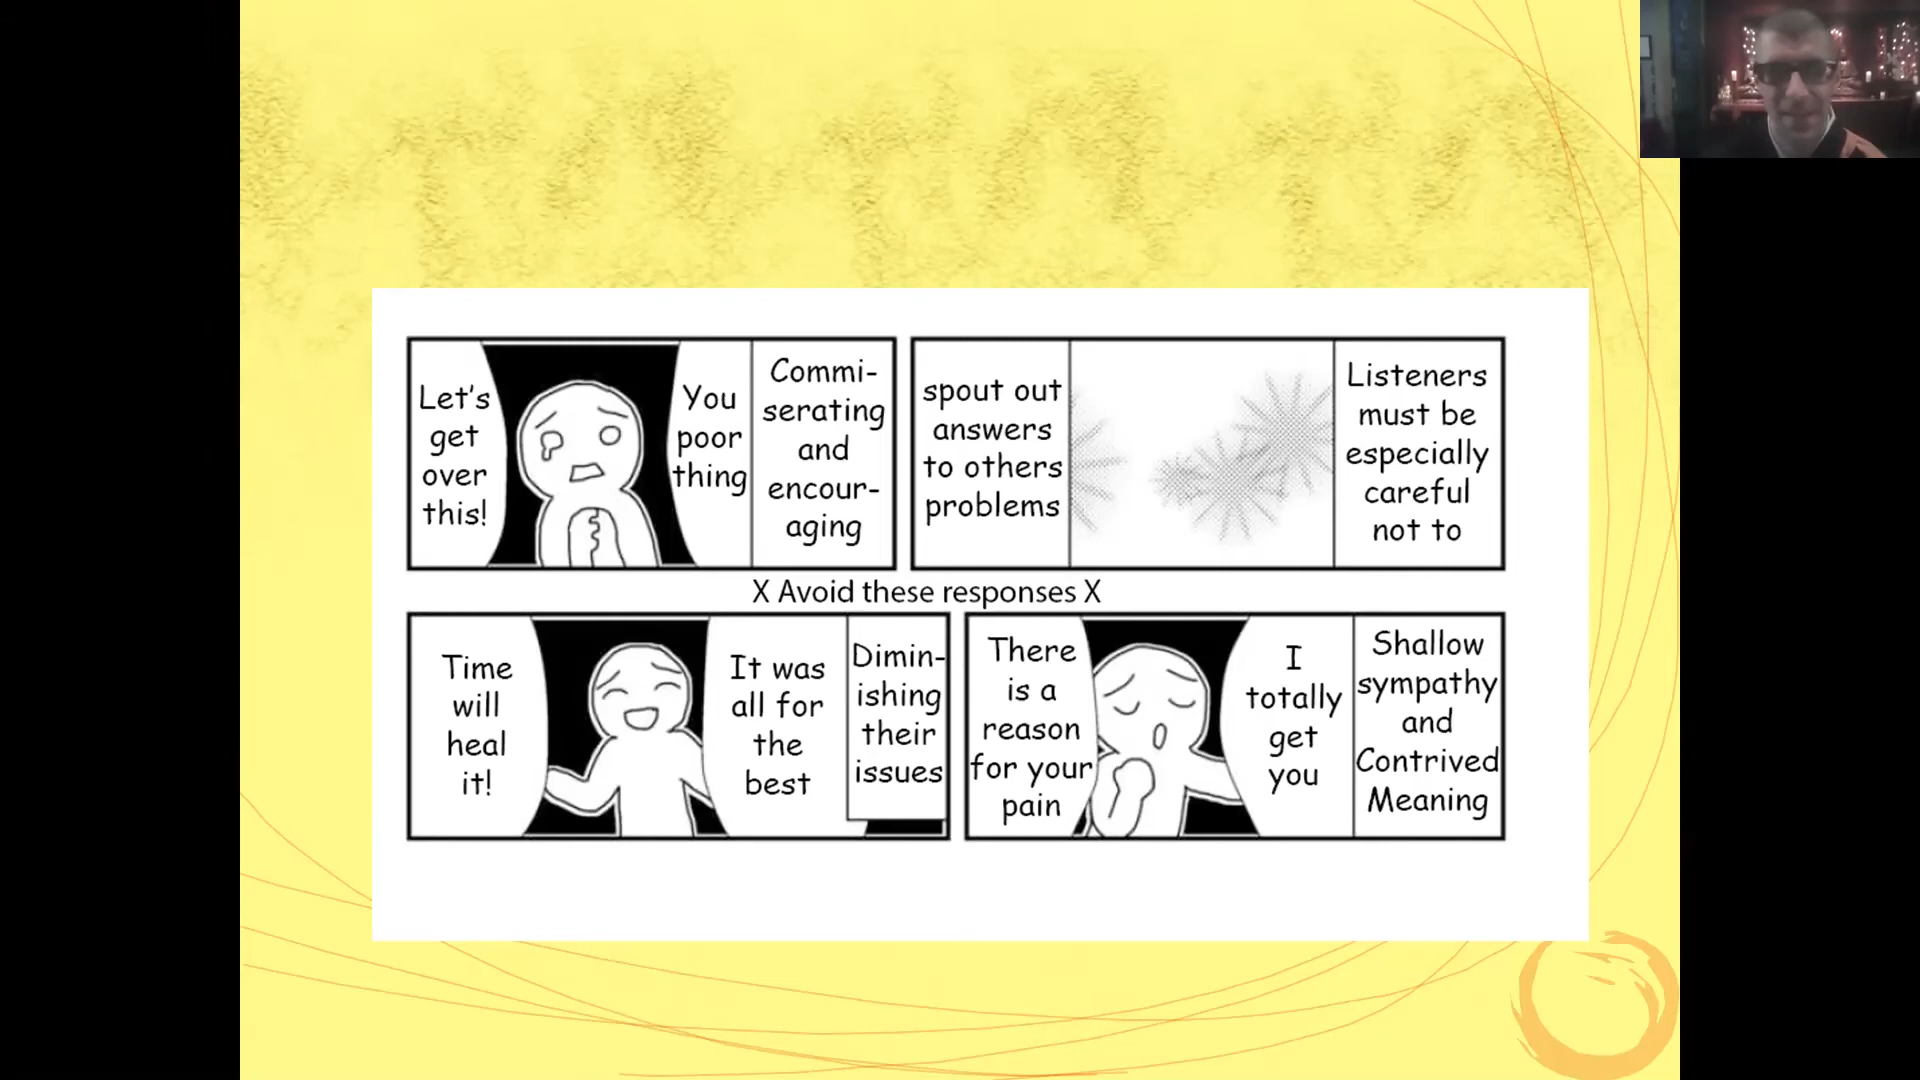 Listeners
must be
especially
careful
not to
spout out
answers
to others
problems
Commi-
serating
and
encour-
aging
You
poor
thing
Let's
get
over
this!
X Avoid these responses X
Shallow
sympathy
and
Contrived
Meaning
I
totally
get
you
There
is a
reason
for your
pain
Dimin-
ishing
their
issues
It was
all for
the
best
Time
will
heal
it!